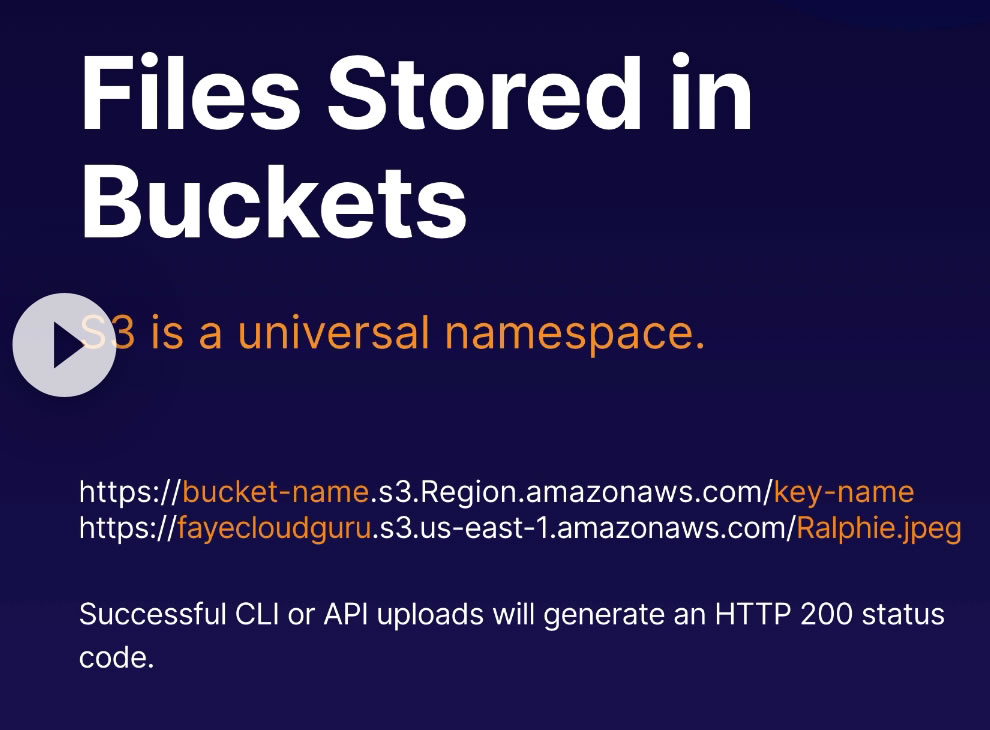 Files Stored in
Buckets
S3 is a universal namespace.
https://bucket-name.s3.Region.amazonaws.com/key-name
https://fayecloudguru.s3.us-east-1.amazonaws.com/Ralphie.jpeg
Successful CLI or API uploads will generate an HTTP 200 status
code.